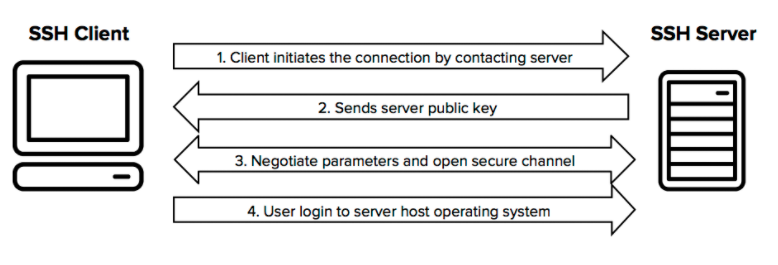 SSH Client
SSH Server
1. Client initiates the connection by contacting server
2. Sends server public key
3. Negotiate parameters and open secure channel
4. User login to server host operating system